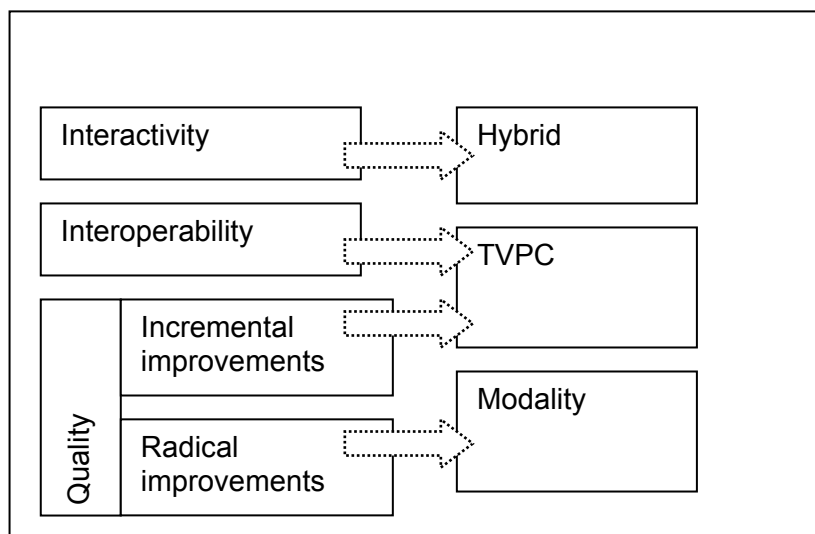 Interactivity
Hybrid
Interoperability
TVPC
Incremental
improvements
Modality
Quality
Radical
improvements